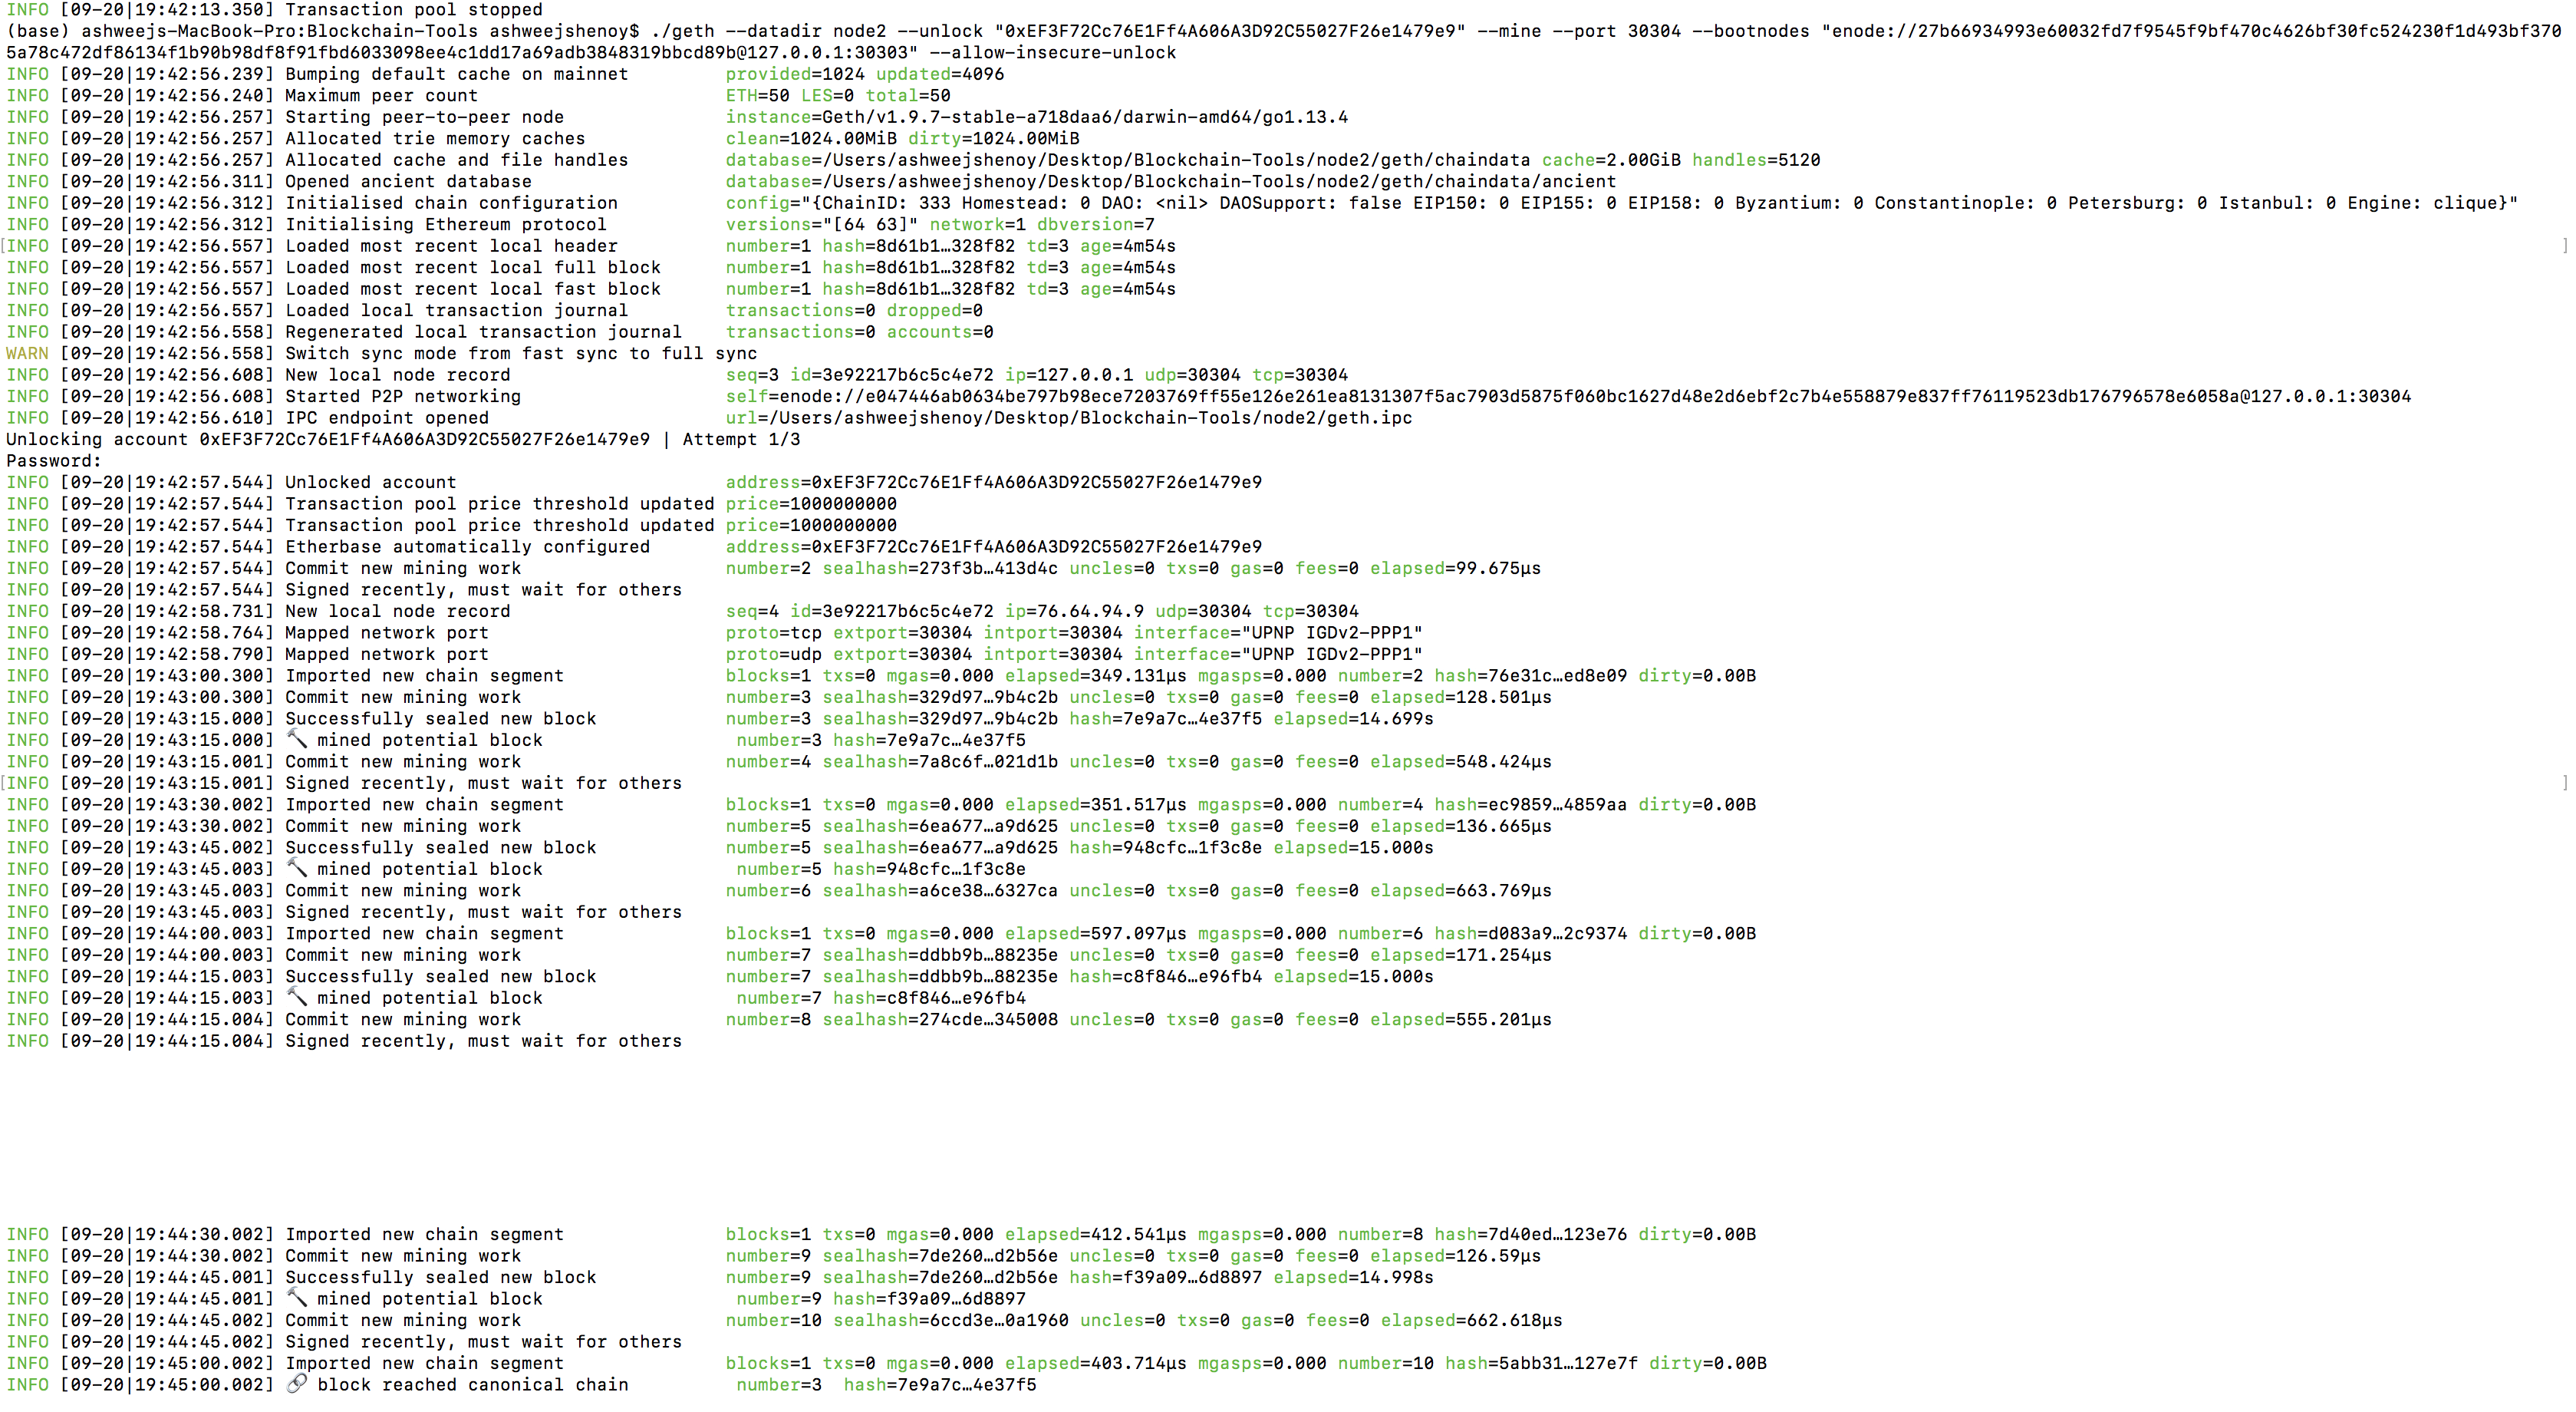 INFO [09-20|19:42:13.350] Transaction pool stopped
(base) ashweejs-MacBook-Pro:Blockchain-Tools ashweejshenoy$ ./geth --datadir node2 --unlock "0xEF3F72Cc76E1Ff4A606A3D92C55027F26e1479e9" --mine --port 30304 --bootnodes "enode://27b66934993e60032fd7f9545f9bf470c4626bf30fc524230f1d493bf370
5a78c472df86134f1b90b98df8f91fbd6033098ee4c1dd17a69adb3848319bbcd89b@127.0.0.1:30303" --allow-insecure-unlock
INFO [09-20|19:42:56.239] Bumping default cache on mainnet provided=1024 updated=4096
INFO [09-20|19:42:56.240] Maximum peer count ETH=50 LES=0 total=50
INFO [09-20|19:42:56.257] Starting peer-to-peer node instance=Geth/v1.9.7-stable-a718daa6/darwin-amd64/go1.13.4
INFO [09-20|19:42:56.257] Allocated trie memory caches clean=1024.00MiB dirty=1024.00MiB
INFO [09-20|19:42:56.257] Allocated cache and file handles database=/Users/ashweejshenoy/Desktop/Blockchain-Tools/node2/geth/chaindata cache=2.00GiB handles=5120
INFO [09-20|19:42:56.311] Opened ancient database database=/Users/ashweejshenoy/Desktop/Blockchain-Tools/node2/geth/chaindata/ancient
INFO [09-20|19:42:56.312] Initialised chain configuration config="{ChainID: 333 Homestead: 0 DAO: <nil> DAOSupport: false EIP150: 0 EIP155: 0 EIP158: 0 Byzantium: 0 Constantinople: 0 Petersburg: 0 Istanbul: 0 Engine: clique}"
INFO [09-20|19:42:56.312] Initialising Ethereum protocol versions="[64 63]" network=1 dbversion=7
[INFO [09-20|19:42:56.557] Loaded most recent local header number=1 hash=8d61b1…328f82 td=3 age=4m54s ]
INFO [09-20|19:42:56.557] Loaded most recent local full block number=1 hash=8d61b1…328f82 td=3 age=4m54s
INFO [09-20|19:42:56.557] Loaded most recent local fast block number=1 hash=8d61b1…328f82 td=3 age=4m54s
INFO [09-20|19:42:56.557] Loaded local transaction journal transactions=0 dropped=0
INFO [09-20|19:42:56.558] Regenerated local transaction journal transactions=0 accounts=0
WARN [09-20|19:42:56.558] Switch sync mode from fast sync to full sync
INFO [09-20|19:42:56.608] New local node record seq=3 id=3e92217b6c5c4e72 ip=127.0.0.1 udp=30304 tcp=30304
INFO [09-20|19:42:56.608] Started P2P networking self=enode://e047446ab0634be797b98ece7203769ff55e126e261ea8131307f5ac7903d5875f060bc1627d48e2d6ebf2c7b4e558879e837ff76119523db176796578e6058a@127.0.0.1:30304
INFO [09-20|19:42:56.610] IPC endpoint opened url=/Users/ashweejshenoy/Desktop/Blockchain-Tools/node2/geth.ipc
Unlocking account 0xEF3F72Cc76E1Ff4A606A3D92C55027F26e1479e9 | Attempt 1/3
Password:
INFO [09-20|19:42:57.544] Unlocked account address=0xEF3F72Cc76E1Ff4A606A3D92C55027F26e1479e9
INFO [09-20|19:42:57.544] Transaction pool price threshold updated price=1000000000
INFO [09-20|19:42:57.544] Transaction pool price threshold updated price=1000000000
INFO [09-20|19:42:57.544] Etherbase automatically configured address=0xEF3F72Cc76E1Ff4A606A3D92C55027F26e1479e9
INFO [09-20|19:42:57.544] Commit new mining work number=2 sealhash=273f3b…413d4c uncles=0 txs=0 gas=0 fees=0 elapsed=99.675µs
INFO [09-20|19:42:57.544] Signed recently, must wait for others
INFO [09-20|19:42:58.731] New local node record seq=4 id=3e92217b6c5c4e72 ip=76.64.94.9 udp=30304 tcp=30304
INFO [09-20|19:42:58.764] Mapped network port proto=tcp extport=30304 intport=30304 interface="UPNP IGDv2-PPP1"
INFO [09-20|19:42:58.790] Mapped network port proto=udp extport=30304 intport=30304 interface="UPNP IGDv2-PPP1"
INFO [09-20|19:43:00.300] Imported new chain segment blocks=1 txs=0 mgas=0.000 elapsed=349.131µs mgasps=0.000 number=2 hash=76e31c…ed8e09 dirty=0.00B
INFO [09-20|19:43:00.300] Commit new mining work number=3 sealhash=329d97…9b4c2b uncles=0 txs=0 gas=0 fees=0 elapsed=128.501µs
INFO [09-20|19:43:15.000] Successfully sealed new block number=3 sealhash=329d97…9b4c2b hash=7e9a7c…4e37f5 elapsed=14.699s
INFO [09-20|19:43:15.000] 🔨 mined potential block number=3 hash=7e9a7c…4e37f5
INFO [09-20|19:43:15.001] Commit new mining work number=4 sealhash=7a8c6f…021d1b uncles=0 txs=0 gas=0 fees=0 elapsed=548.424µs
[INFO [09-20|19:43:15.001] Signed recently, must wait for others ]
INFO [09-20|19:43:30.002] Imported new chain segment blocks=1 txs=0 mgas=0.000 elapsed=351.517µs mgasps=0.000 number=4 hash=ec9859…4859aa dirty=0.00B
INFO [09-20|19:43:30.002] Commit new mining work number=5 sealhash=6ea677…a9d625 uncles=0 txs=0 gas=0 fees=0 elapsed=136.665µs
INFO [09-20|19:43:45.002] Successfully sealed new block number=5 sealhash=6ea677…a9d625 hash=948cfc…1f3c8e elapsed=15.000s
INFO [09-20|19:43:45.003] 🔨 mined potential block number=5 hash=948cfc…1f3c8e
INFO [09-20|19:43:45.003] Commit new mining work number=6 sealhash=a6ce38…6327ca uncles=0 txs=0 gas=0 fees=0 elapsed=663.769µs
INFO [09-20|19:43:45.003] Signed recently, must wait for others
INFO [09-20|19:44:00.003] Imported new chain segment blocks=1 txs=0 mgas=0.000 elapsed=597.097µs mgasps=0.000 number=6 hash=d083a9…2c9374 dirty=0.00B
INFO [09-20|19:44:00.003] Commit new mining work number=7 sealhash=ddbb9b…88235e uncles=0 txs=0 gas=0 fees=0 elapsed=171.254µs
INFO [09-20|19:44:15.003] Successfully sealed new block number=7 sealhash=ddbb9b…88235e hash=c8f846…e96fb4 elapsed=15.000s
INFO [09-20|19:44:15.003] 🔨 mined potential block number=7 hash=c8f846…e96fb4
INFO [09-20|19:44:15.004] Commit new mining work number=8 sealhash=274cde…345008 uncles=0 txs=0 gas=0 fees=0 elapsed=555.201µs
INFO [09-20|19:44:15.004] Signed recently, must wait for others
INFO [09-20|19:44:30.002] Imported new chain segment blocks=1 txs=0 mgas=0.000 elapsed=412.541µs mgasps=0.000 number=8 hash=7d40ed…123e76 dirty=0.00B
INFO [09-20|19:44:30.002] Commit new mining work number=9 sealhash=7de260…d2b56e uncles=0 txs=0 gas=0 fees=0 elapsed=126.59µs
INFO [09-20|19:44:45.001] Successfully sealed new block number=9 sealhash=7de260…d2b56e hash=f39a09…6d8897 elapsed=14.998s
INFO [09-20|19:44:45.001] 🔨 mined potential block number=9 hash=f39a09…6d8897
INFO [09-20|19:44:45.002] Commit new mining work number=10 sealhash=6ccd3e…0a1960 uncles=0 txs=0 gas=0 fees=0 elapsed=662.618µs
INFO [09-20|19:44:45.002] Signed recently, must wait for others
INFO [09-20|19:45:00.002] Imported new chain segment blocks=1 txs=0 mgas=0.000 elapsed=403.714µs mgasps=0.000 number=10 hash=5abb31…127e7f dirty=0.00B
INFO [09-20|19:45:00.002] 🔗 block reached canonical chain number=3 hash=7e9a7c…4e37f5